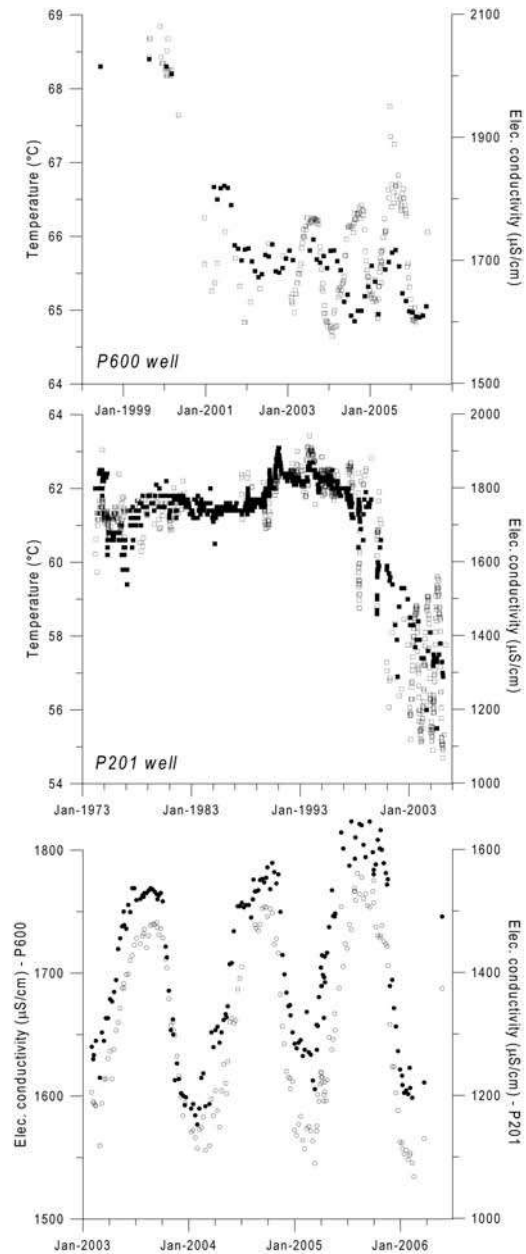 69
68
67
66
65
64
Temperature (°C)
2100
1900
1700
1500
Elec. conductivity (µS/cm)
P600 well
Jan-1999 Jan-2001 Jan-2003 Jan-2005
64
62
61
60
58
56
54
Temperature (°C)
2000
1800
1600
1400
1200
1000
Elec. conductivity (µS/cm)
P201 well
Jan-1973 Jan-1983 Jan-1993 Jan-2003
1800
1700
1600
1500
Elec. conductivity (µS/cm) - P600
1600
1400
1200
1000
Elec. conductivity (µS/cm) - P201
Jan-2003 Jan-2004 Jan-2005 Jan-2006